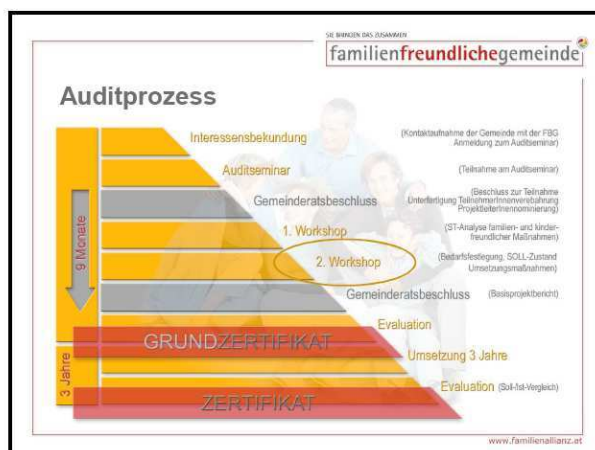 SIE BRINGEN DAS ZUSAMMEN
familienfreundlichegemeinde
Auditprozess
Interessensbekundung
(Kontaktaufname der Gemeinde mit der FBG
Anmeldung zum Auditseminar)
Auditseminar
(Teilnahme am Auditseminar)
Gemeinderatsbeschluss
(Beschluss zur Teilnahme
Unterfertigung TeilnehmerInnenverebahrung
ProjektleiterInnennominierung)
1. Workshop
(ST-Analyse familien- und kinder-
freundlicher Maßnahmen)
2. Workshop
(Bedarfsfestlegung, SOLL-Zustand
Umsetzungsmaßnahmen)
Gemeinderatsbeschluss
(Basisprojektbericht)
Evaluation
9 Monate
GRUNDZERTIFIKAT
Umsetzung 3 Jahre
3 Jahre
Evaluation (Soll-/Ist-Vergleich)
ZERTIFIKAT
www.familienallianz.at